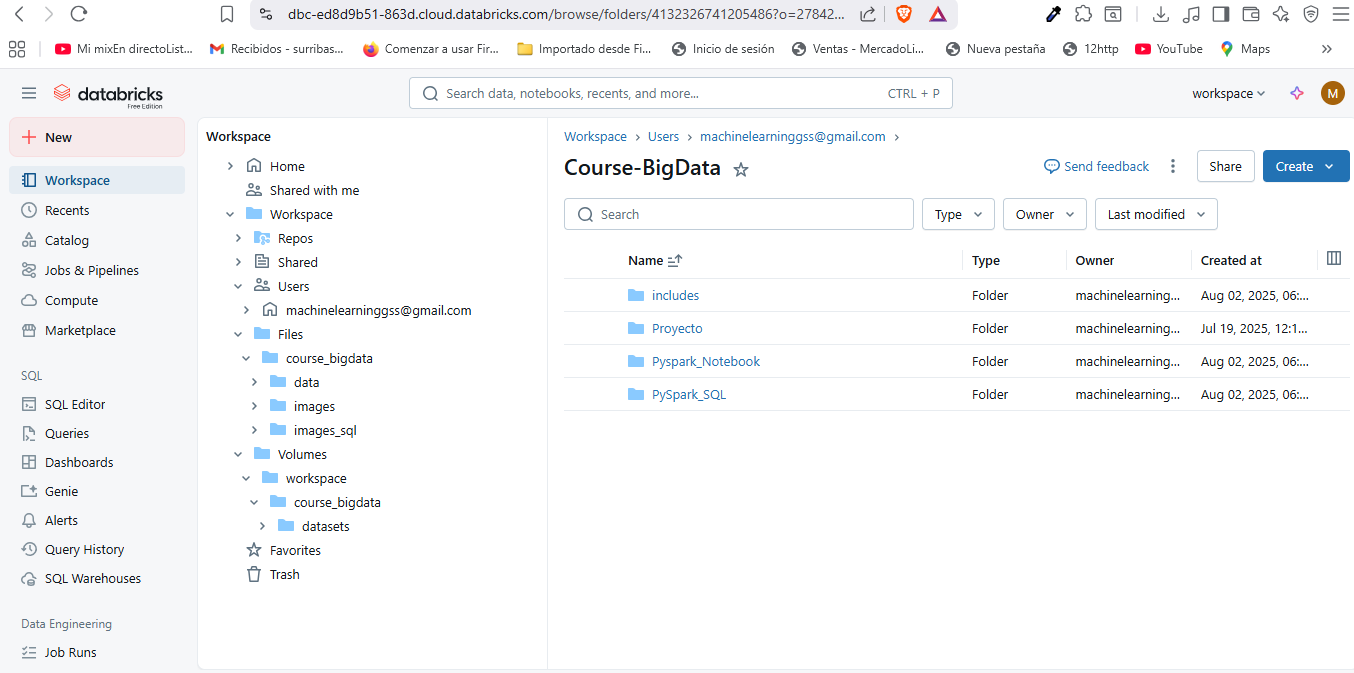 dbc-ed8d9b51-863d.cloud.databricks.com/browse/folders/4132326741205486?o=27842...
Mi mixEn directoList...
Recibidos - surribas...
Comenzar a usar Fir...
Importado desde Fi...
Inicio de sesión
Ventas - MercadoLi...
Nueva pestaña
12http
YouTube
Maps
databricks
Free Edition
Search data, notebooks, recents, and more...
CTRL + P
workspace
M
New
Workspace
Recents
Catalog
Jobs & Pipelines
Compute
Marketplace
SQL
SQL Editor
Queries
Dashboards
Genie
Alerts
Query History
SQL Warehouses
Data Engineering
Job Runs
Workspace
Home
Shared with me
Workspace
Repos
Shared
Users
machinelearninggss@gmail.com
Files
course_bigdata
data
images
images_sql
Volumes
workspace
course_bigdata
datasets
Favorites
Trash
Workspace > Users > machinelearninggss@gmail.com >
Course-BigData
Send feedback
Share
Create
Search
Type
Owner
Last modified
Name Type Owner Created at
includes Folder machinelearning... Aug 02, 2025, 06:...
Proyecto Folder machinelearning... Jul 19, 2025, 12:1...
Pyspark_Notebook Folder machinelearning... Aug 02, 2025, 06:...
PySpark_SQL Folder machinelearning... Aug 02, 2025, 06:...